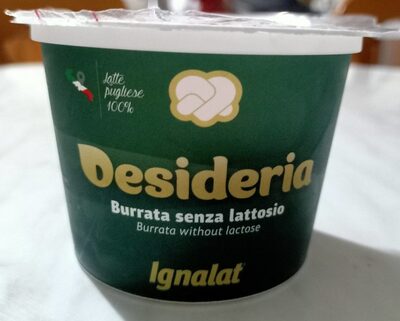 Latte
pugliese
100%
Desideria
Burrata senza lattosio
Burrata without lactose
Ignalat